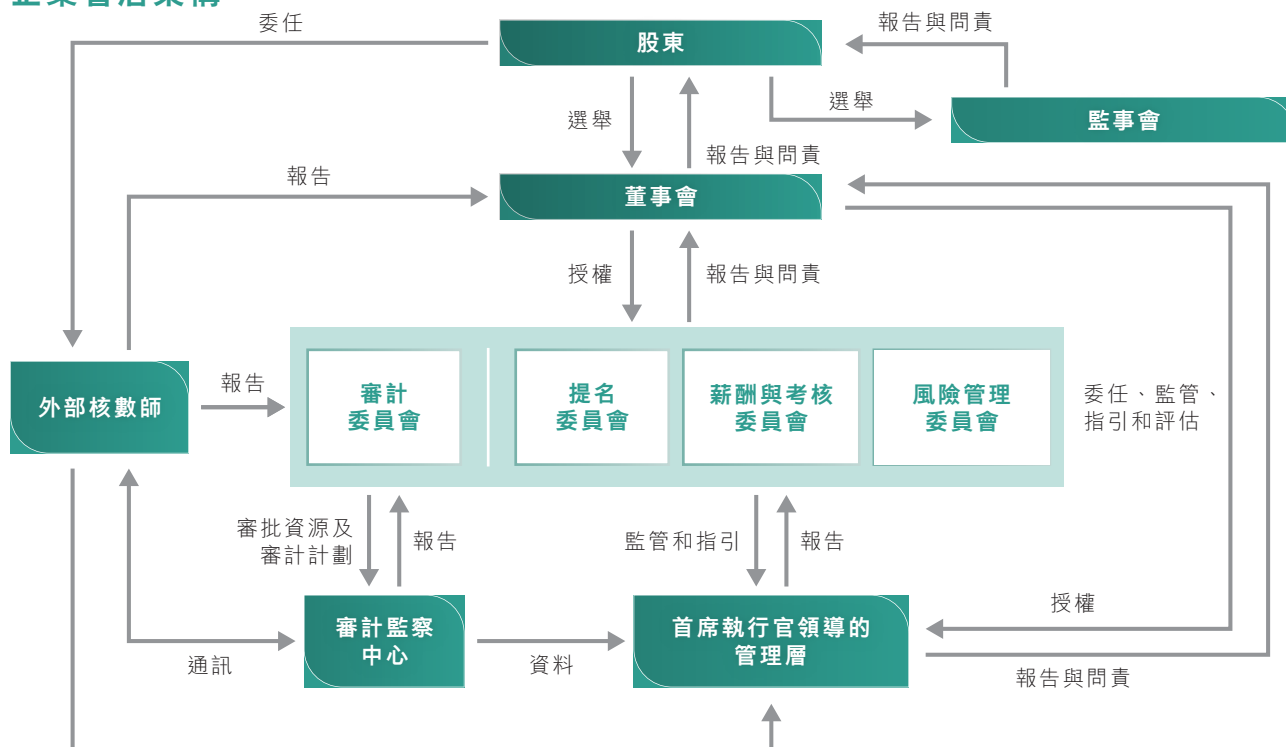 企業管治架構
委任
股東
報告與問責
選舉
選舉
監事會
報告與問責
報告
董事會
授權
報告與問責
外部核數師
報告
審計
委員會
提名
委員會
薪酬與考核
委員會
風險管理
委員會
委任、監管、
指引和評估
審批資源及
審計計劃
報告
監管和指引
報告
審計監察
中心
首席執行官領導的
管理層
授權
通訊
資料
報告與問責